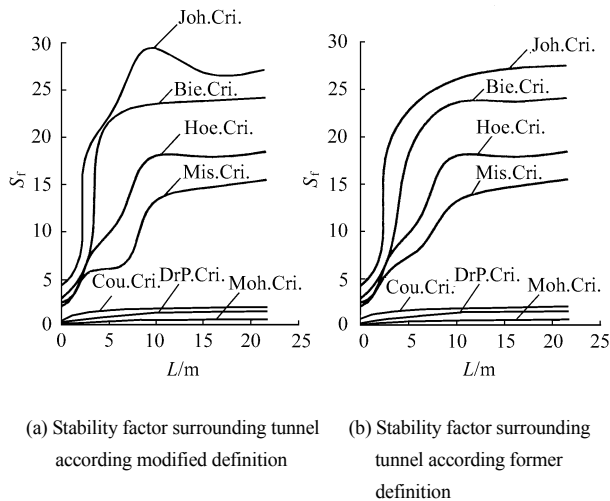 Joh.Cri.
30
25
Bie.Cri.
20
Hoe.Cri.
Sf
15
Mis.Cri.
10
5
Cou.Cri.
DrP.Cri.
Moh.Cri.
0
0 5 10 15 20 25
L/m
(a) Stability factor surrounding tunnel
according modified definition
30
Joh.Cri.
25
Bie.Cri.
20
Hoe.Cri.
Sf
15
Mis.Cri.
10
5
DrP.Cri.
Cou.Cri.
Moh.Cri.
0
0 5 10 15 20 25
L/m
(b) Stability factor surrounding
tunnel according former
definition